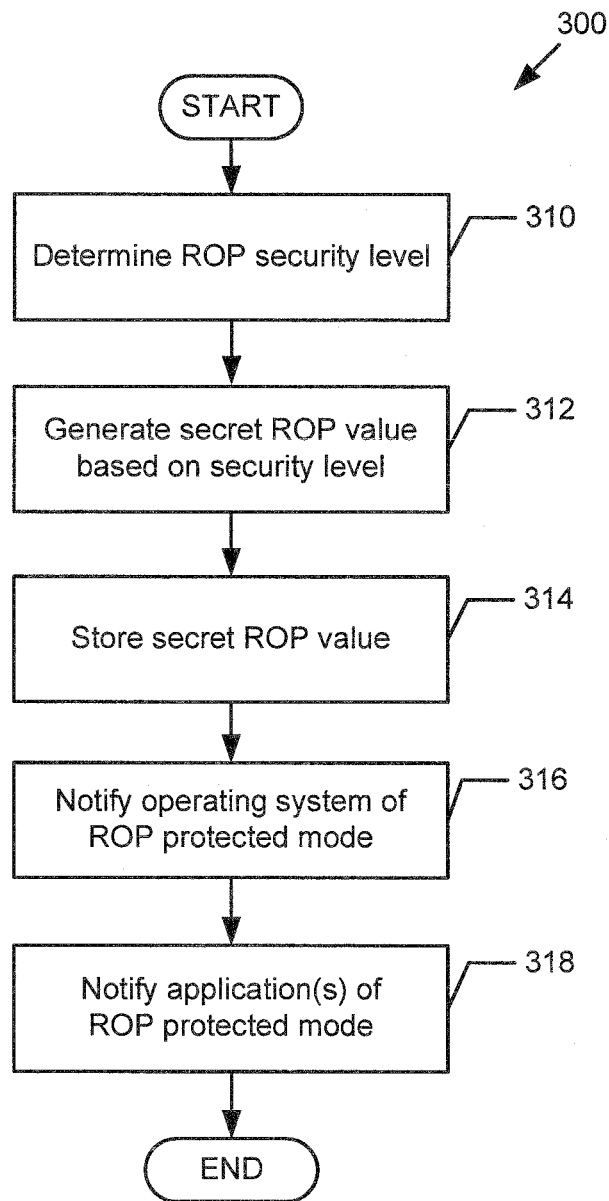 300
START
Determine ROP security level
310
Generate secret ROP value
based on security level
312
Store secret ROP value
314
Notify operating system of
ROP protected mode
316
Notify application(s) of
ROP protected mode
318
END